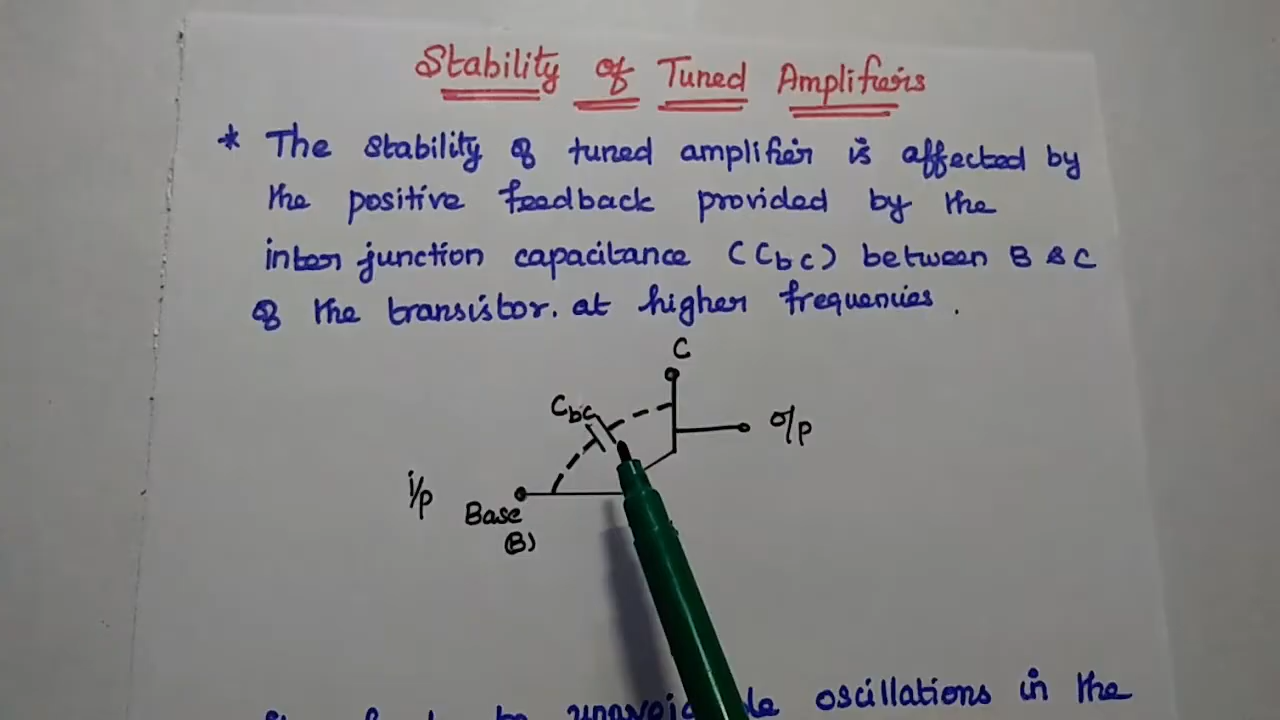 Stability of Tuned Amplifiers
* The stability of tuned amplifier is affected by
the positive feedback provided by the
inter junction capacitance (Cbc) between B & C
of the transistor. at higher frequencies.
C
Cbc
o/p
i/p
Base
(B)
oscillations in the